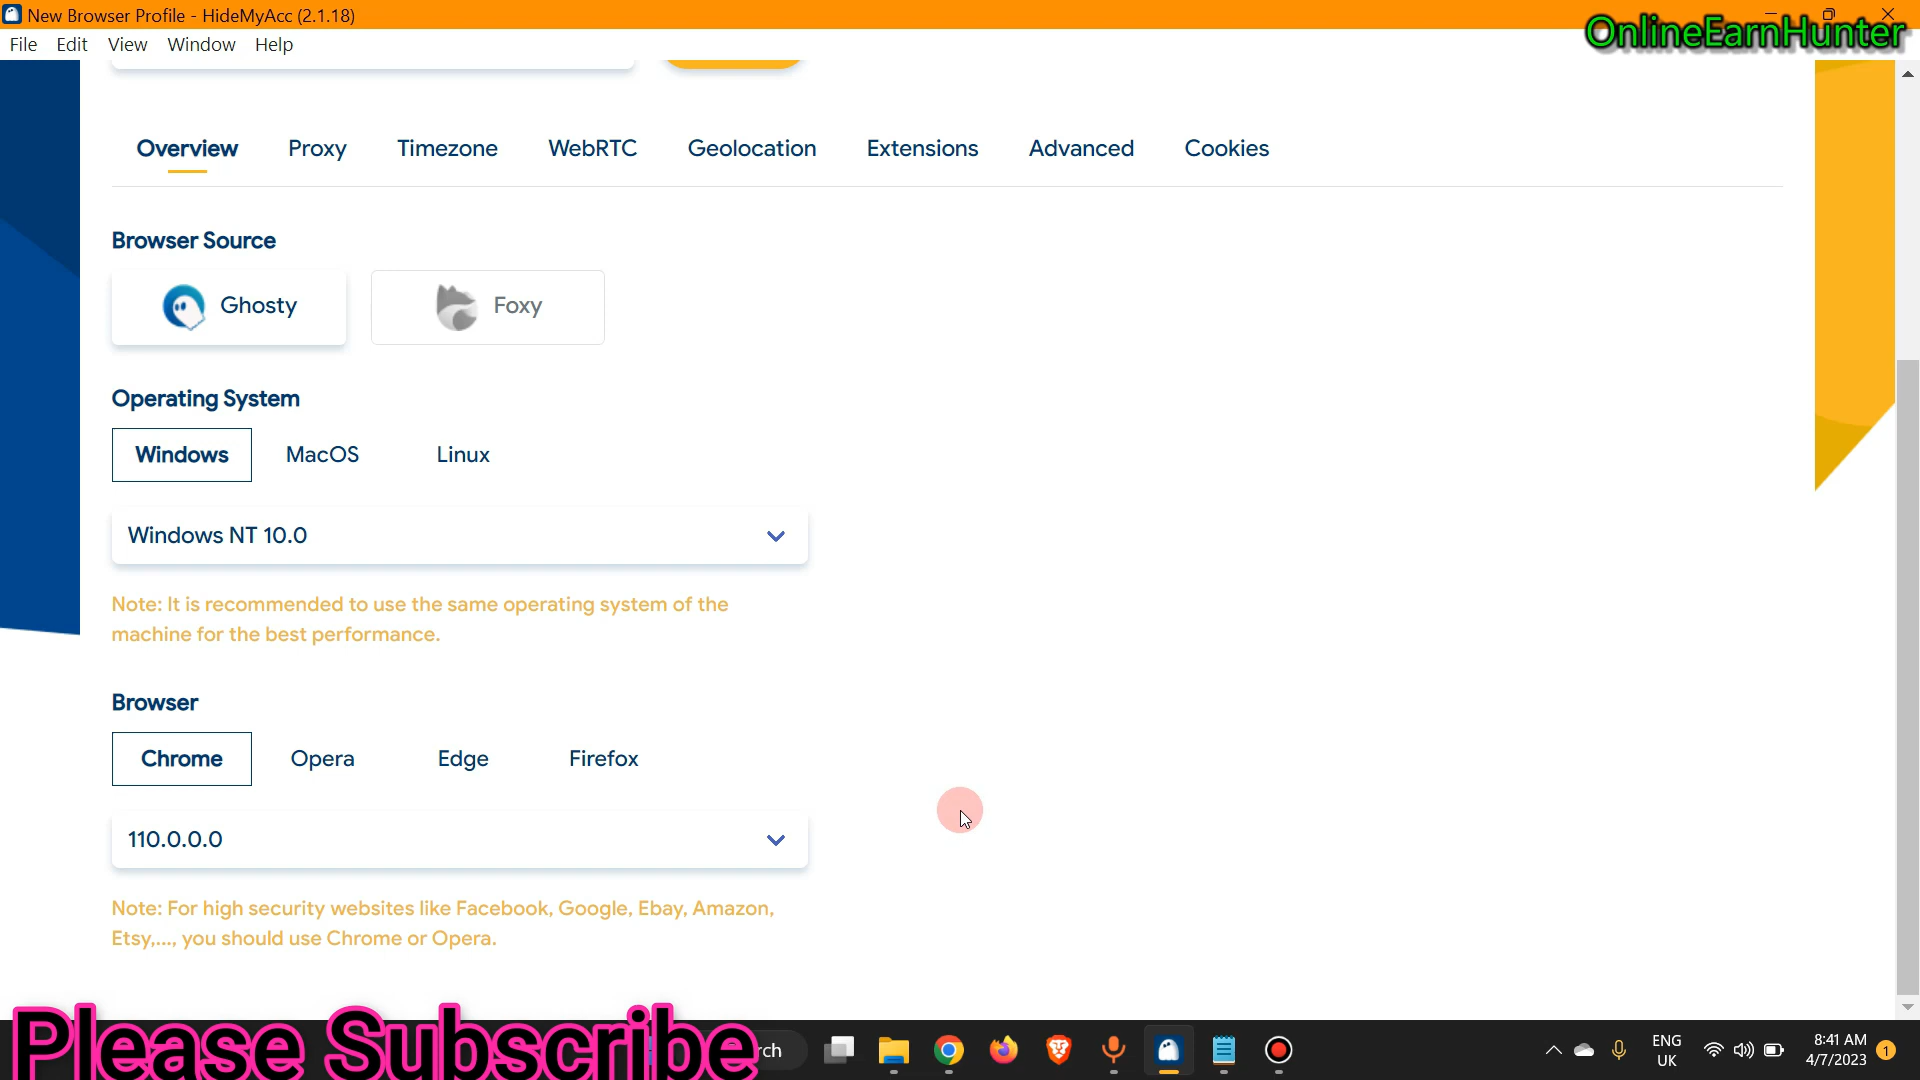 New Browser Profile - HideMyAcc (2.1.18)
OnlineEarnHunter
File Edit View Window Help
Overview Proxy Timezone WebRTC Geolocation Extensions Advanced Cookies
Browser Source
Ghosty Foxy
Operating System
Windows MacOS Linux
Windows NT 10.0
Note: It is recommended to use the same operating system of the
machine for the best performance.
Browser
Chrome Opera Edge Firefox
110.0.0.0
Note: For high security websites like Facebook, Google, Ebay, Amazon,
Etsy,..., you should use Chrome or Opera.
Please Subscribe
rch
ENG
UK
8:41 AM
4/7/2023
1